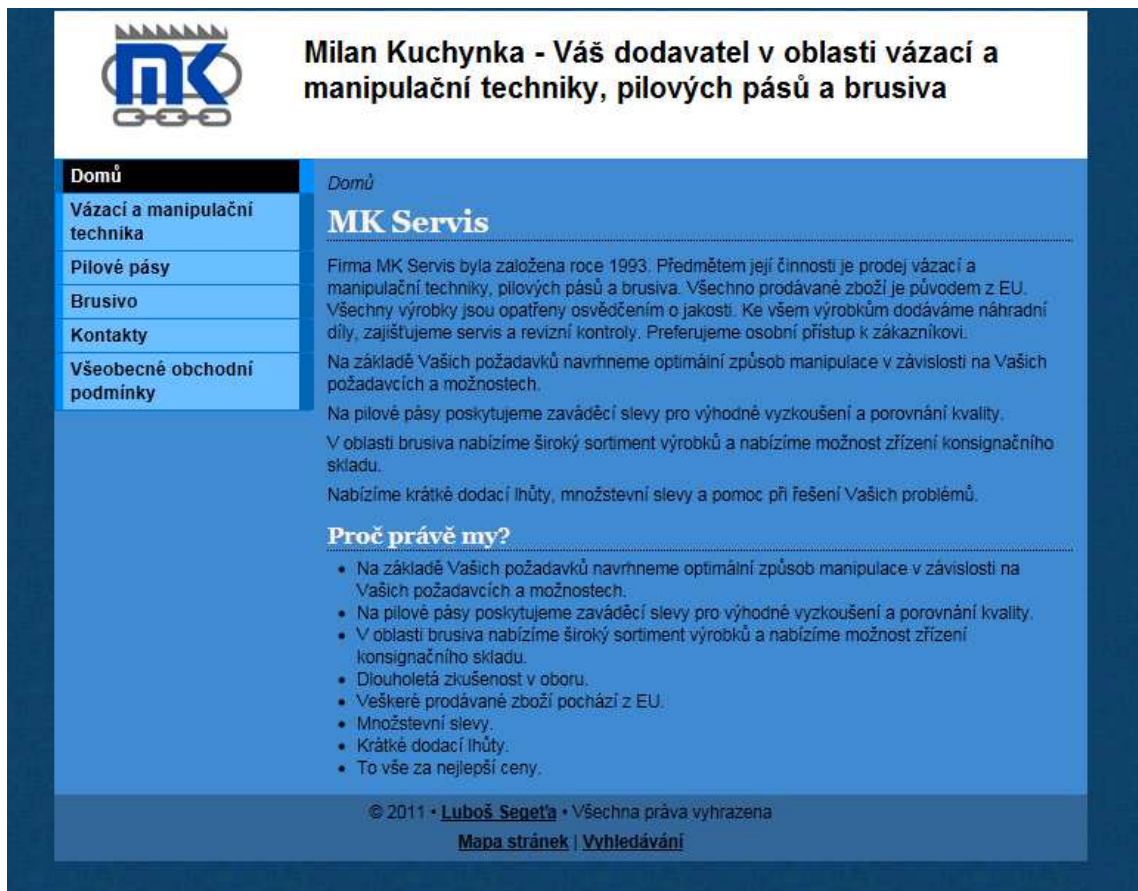 MK
Milan Kuchynka - Váš dodavatel v oblasti vázací a
manipulační techniky, pilových pásů a brusiva
Domů
Vázací a manipulační
technika
Pilové pásy
Brusivo
Kontakty
Všeobecné obchodní
podmínky
Domů
MK Servis
Firma MK Servis byla založena roce 1993. Předmětem její činnosti je prodej vázací a
manipulační techniky, pilových pásů a brusiva. Všechno prodávané zboží je původem z EU.
Všechny výrobky jsou opatřeny osvědčením o jakosti. Ke všem výrobkům dodáváme náhradní
díly, zajišťujeme servis a revizní kontroly. Preferujeme osobní přístup k zákazníkovi.
Na základě Vašich požadavků navrhneme optimální způsob manipulace v závislosti na Vašich
požadavcích a možnostech.
Na pilové pásy poskytujeme zaváděcí slevy pro výhodné vyzkoušení a porovnání kvality.
V oblasti brusiva nabízíme široký sortiment výrobků a nabízíme možnost zřízení konsignačního
skladu.
Nabízíme krátké dodací lhůty, množstevní slevy a pomoc při řešení Vašich problémů.
Proč právě my?
• Na základě Vašich požadavků navrhneme optimální způsob manipulace v závislosti na
Vašich požadavcích a možnostech.
• Na pilové pásy poskytujeme zaváděcí slevy pro výhodné vyzkoušení a porovnání kvality.
• V oblasti brusiva nabízíme široký sortiment výrobků a nabízíme možnost zřízení
konsignačního skladu.
• Dlouholetá zkušenost v oboru.
• Veškeré prodávané zboží pochází z EU.
• Množstevní slevy.
• Krátké dodací lhůty.
• To vše za nejlepší ceny.
© 2011 • Luboš Segeťa • Všechna práva vyhrazena
Mapa stránek | Vyhledávání